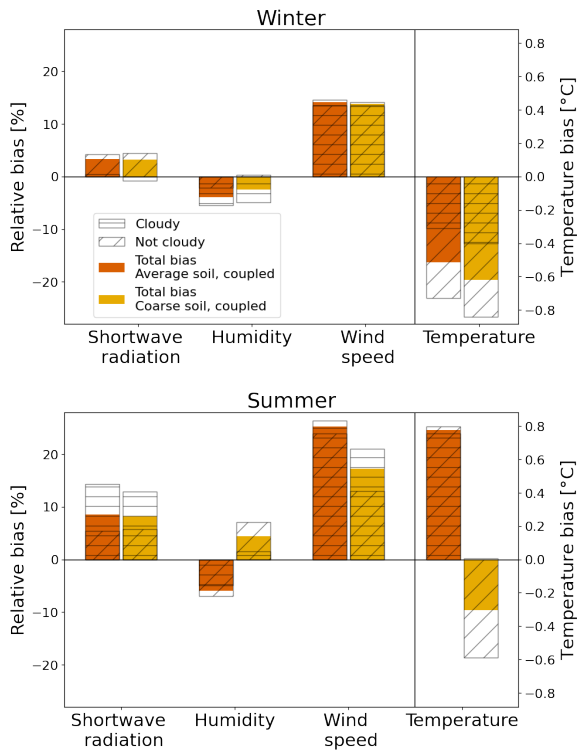 Winter
Relative bias [%]
20
10
0
−10
−20
0.8
0.6
0.4
0.2
0.0
−0.2
−0.4
−0.6
−0.8
Temperature bias [°C]
Cloudy
Not cloudy
Total bias
Average soil, coupled
Total bias
Coarse soil, coupled
Shortwave
radiation
Humidity
Wind
speed
Temperature
Summer
Relative bias [%]
20
10
0
−10
−20
0.8
0.6
0.4
0.2
0.0
−0.2
−0.4
−0.6
−0.8
Temperature bias [°C]
Shortwave
radiation
Humidity
Wind
speed
Temperature